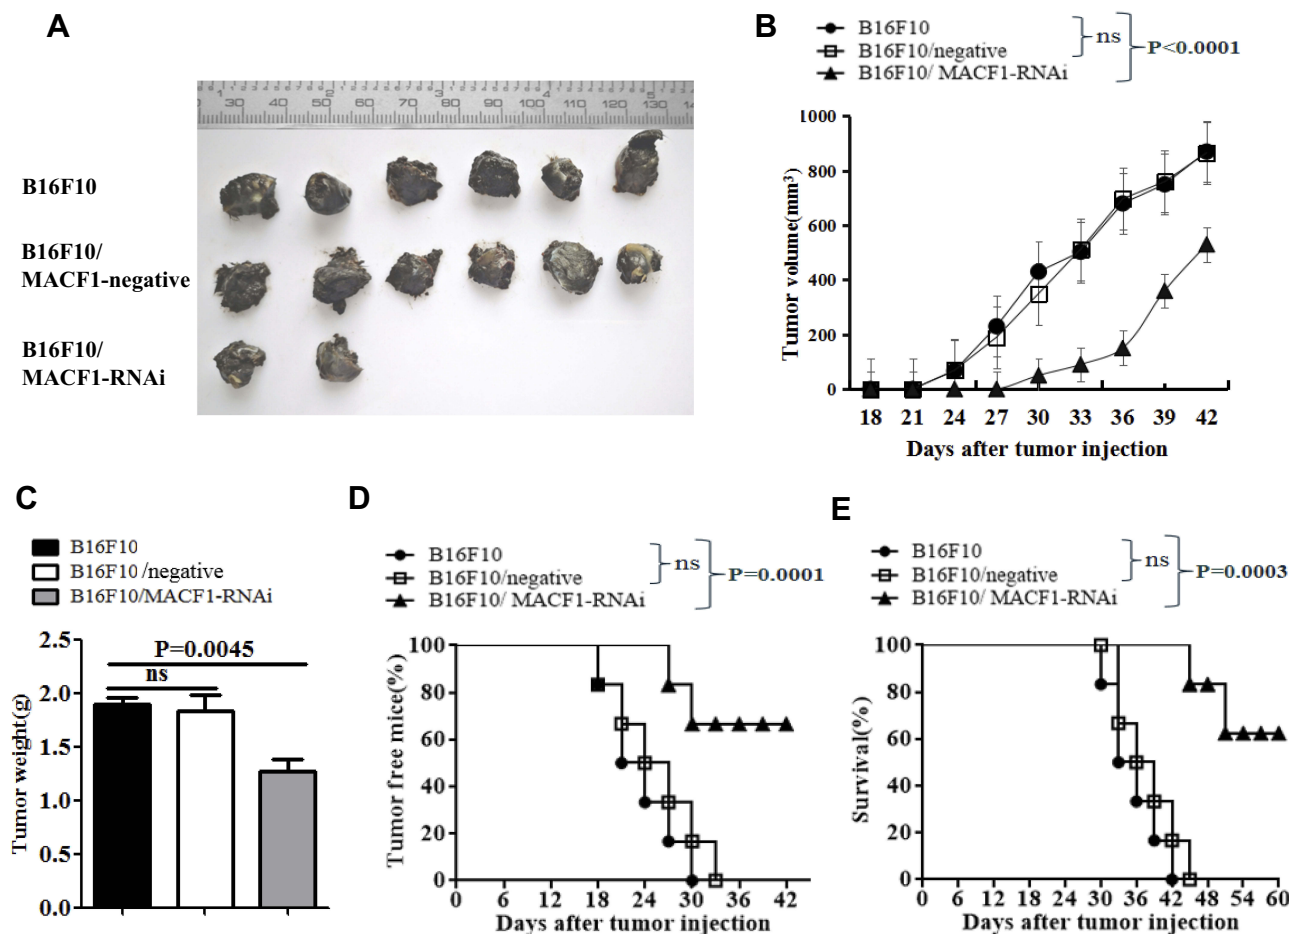 A
B16F10
B16F10/
MACF1-negative
B16F10/
MACF1-RNAi
30 40 50 60 70 80 90 100 110 120 130
B
B16F10
B16F10/negative
B16F10/ MACF1-RNAi
ns
P<0.0001
Tumor volume(mm³)
1000
800
600
400
200
0
18 21 24 27 30 33 36 39 42
Days after tumor injection
C
B16F10
B16F10/negative
B16F10/MACF1-RNAi
P=0.0045
ns
Tumor weight(g)
2.5
2.0
1.5
1.0
0.5
0.0
D
B16F10
B16F10/negative
B16F10/ MACF1-RNAi
ns
P=0.0001
Tumor free mice(%)
100
80
60
40
20
0
0 6 12 18 24 30 36 42
Days after tumor injection
E
B16F10
B16F10/negative
B16F10/ MACF1-RNAi
ns
P=0.0003
Survival(%)
100
80
60
40
20
0
0 6 12 18 24 30 36 42 48 54 60
Days after tumor injection